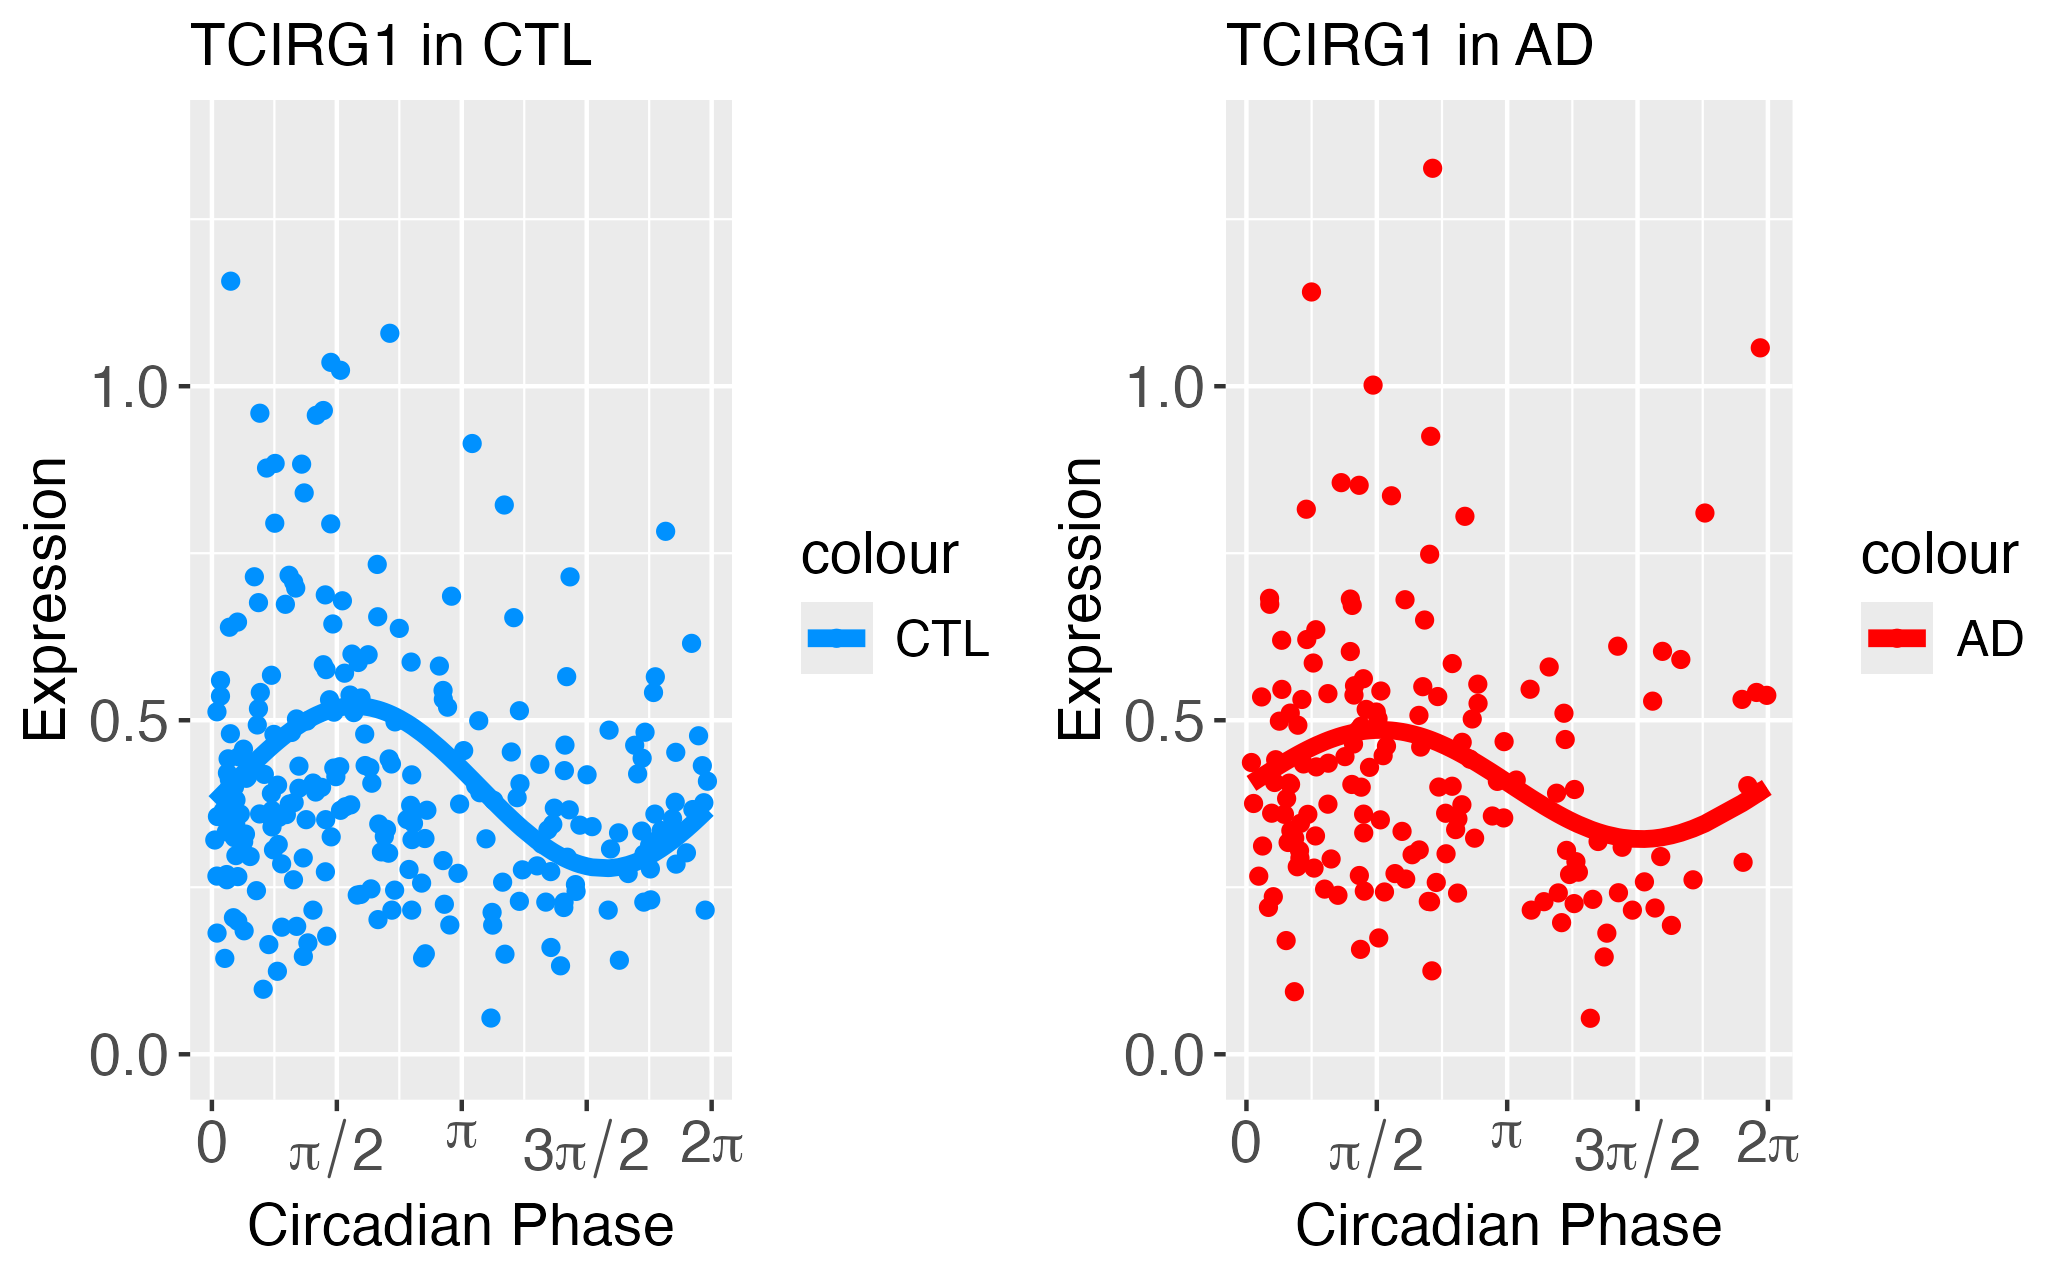 TCIRG1 in CTL
Expression
1.0
0.5
0.0
0 π/2 π 3π/2 2π
Circadian Phase
colour
CTL
TCIRG1 in AD
Expression
1.0
0.5
0.0
0 π/2 π 3π/2 2π
Circadian Phase
colour
AD